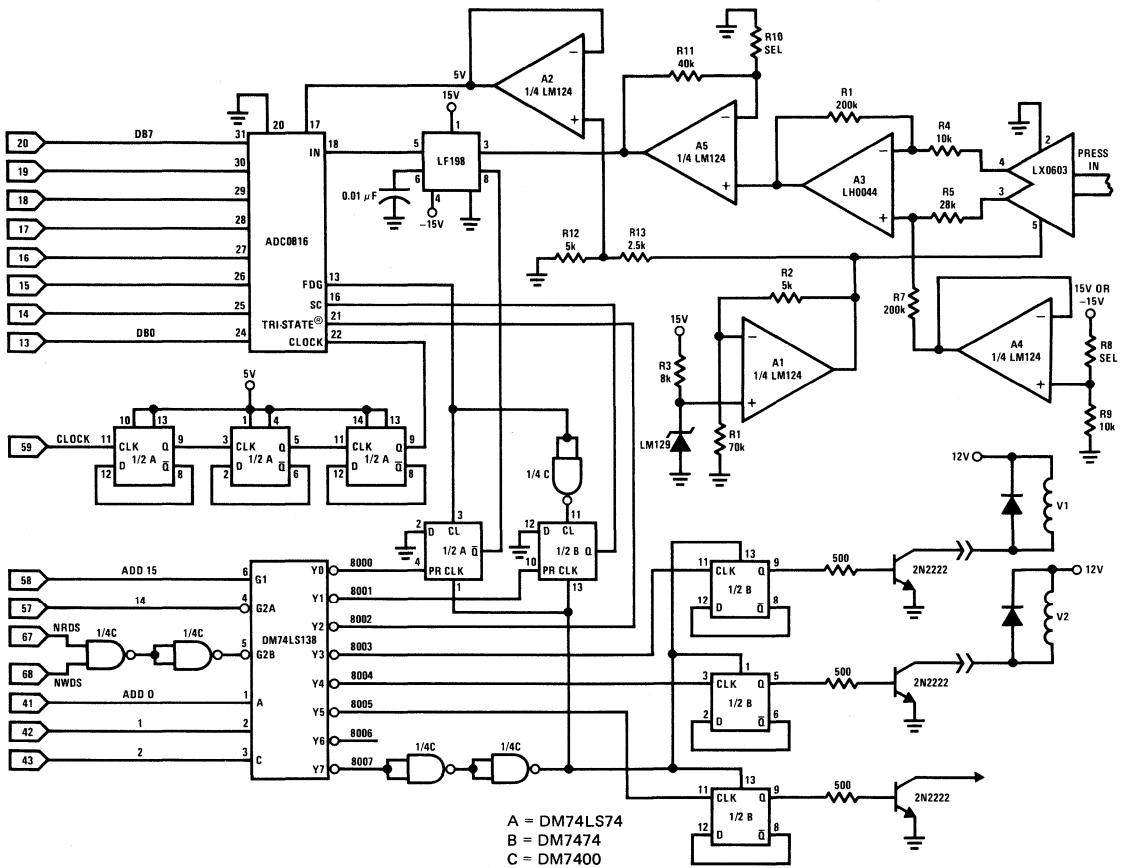 R10
SEL
R11
40k
5V
A2
1/4 LM124
15V
R1
200k
R4
10k
2
PRESS
IN
LX0603
4
3
5
20
17
1
A5
1/4 LM124
A3
LH0044
R5
28k
20
DB7
31
IN
18
5
LF198
3
19
30
6
8
0.01 µF
4
-15V
18
29
17
28
ADC0816
R12
5k
R13
2.5k
16
27
FDG
13
15
26
SC
16
R2
5k
R7
200k
15V OR
-15V
14
25
TRI-STATE®
21
15V
A4
1/4 LM124
R8
SEL
13
DB0
24
CLOCK
22
R3
8k
A1
1/4 LM124
5V
R9
10k
10
13
1
4
14
13
LM129
R1
70k
59
CLOCK
11
CLK
Q
9
3
CLK
Q
5
11
CLK
Q
9
1/2 A
1/2 A
1/2 A
12
D
Q
8
2
D
Q
6
12
D
Q
8
1/4 C
12V
V1
3
11
2
D
CL
12
D
CL
1/2 A
Q
1/2 B
Q
4
PR
CLK
10
PR
CLK
1
13
58
ADD 15
6
G1
Y0
8000
57
14
4
G2A
Y1
8001
67
NRDS
1/4C
1/4C
5
G2B
DM74LS138
Y2
8002
68
NWDS
Y3
8003
41
ADD 0
1
A
Y4
8004
42
1
2
Y5
8005
43
2
3
C
Y6
8006
Y7
8007
1/4C
1/4C
13
11
CLK
Q
9
500
2N2222
1/2 B
12
D
Q
8
12V
V2
1
3
CLK
Q
5
500
2N2222
1/2 B
2
D
Q
6
13
11
CLK
Q
9
500
2N2222
1/2 B
12
D
Q
8
A = DM74LS74
B = DM7474
C = DM7400